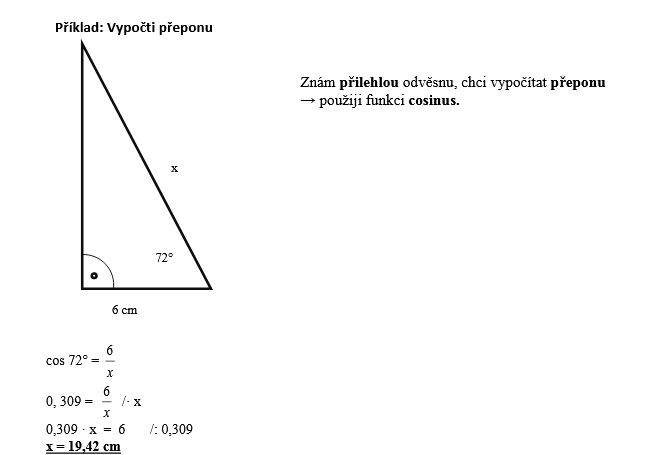 Příklad: Vypočti přeponu
Znám přilehlou odvěsnu, chci vypočítat přeponu
→ použiji funkci cosinus.
x
72°
6 cm
cos 72° = 6/x
0, 309 = 6/x /· x
0,309 · x = 6 /: 0,309
x = 19,42 cm